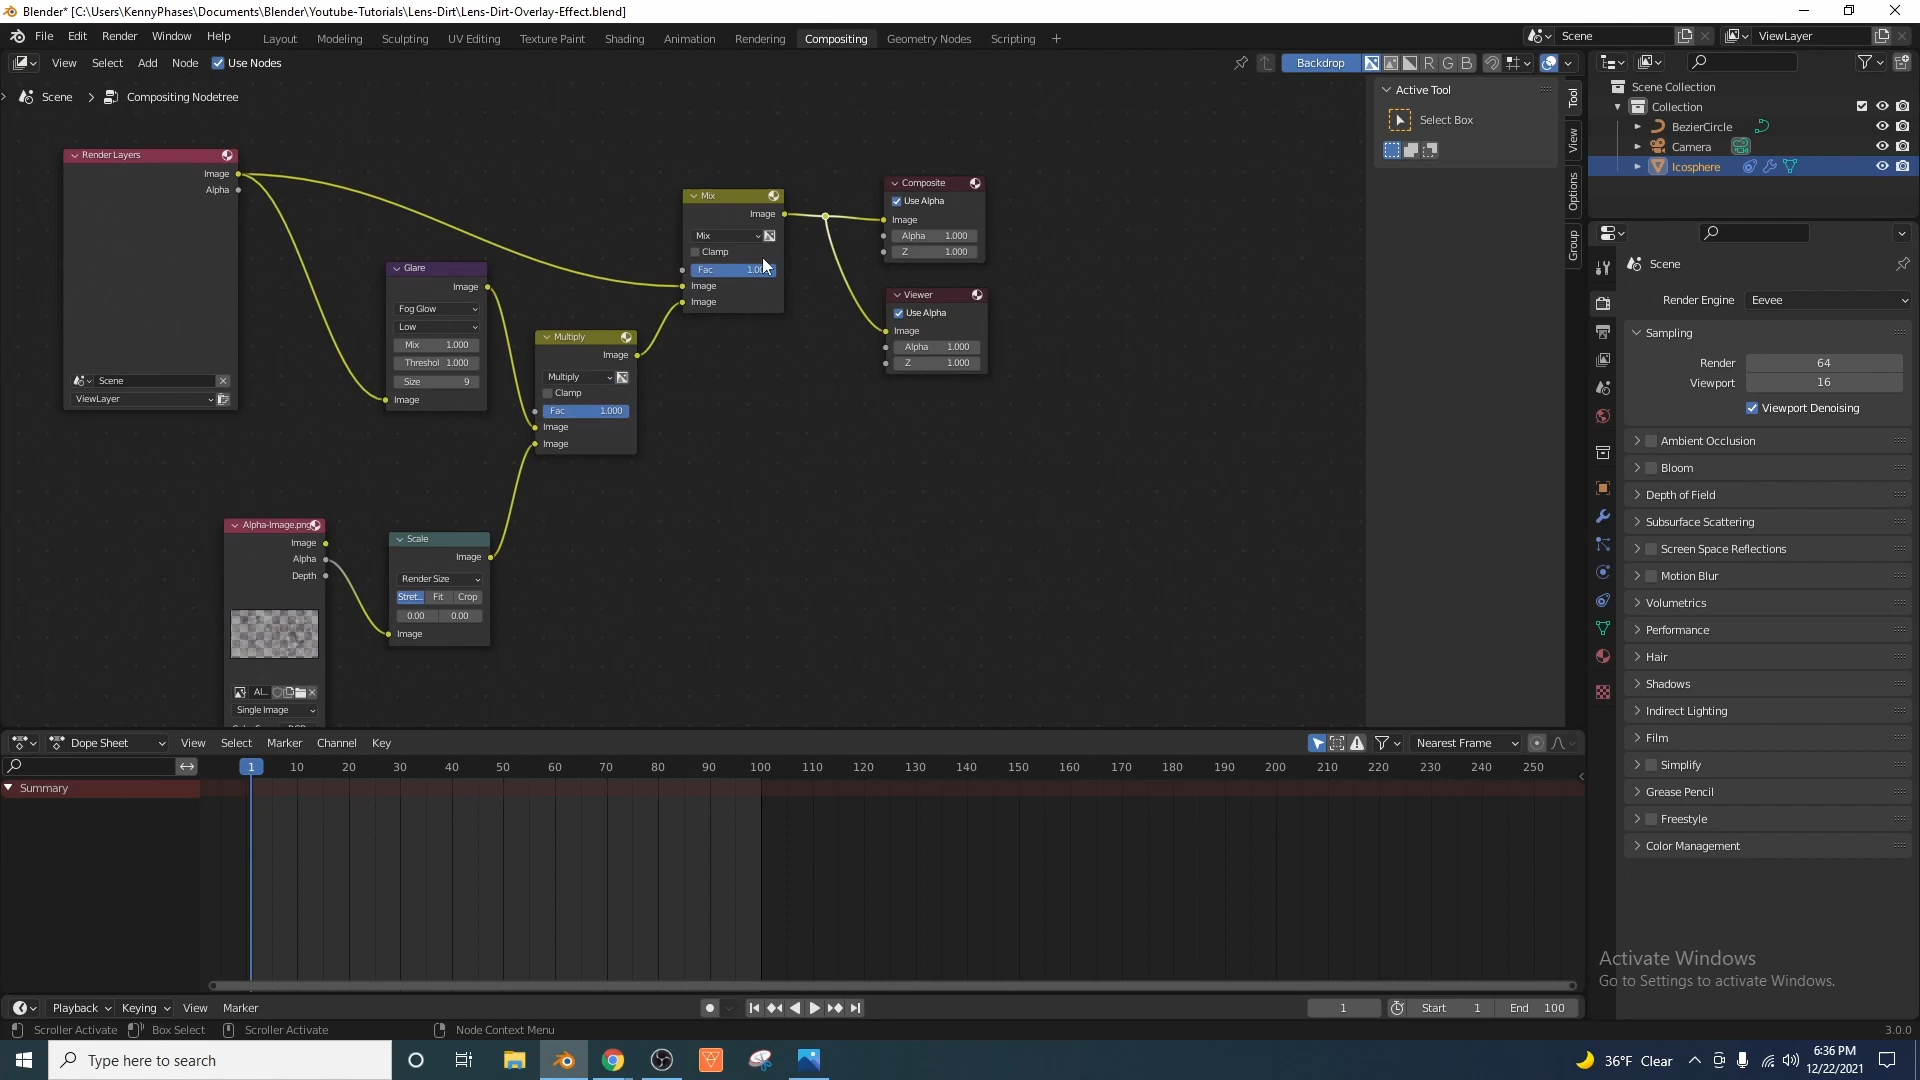 Blender* [C:\Users\KennyPhases\Documents\Blender\Youtube-Tutorials\Lens-Dirt\Lens-Dirt-Overlay-Effect.blend]
File Edit Render Window Help Layout Modeling Sculpting UV Editing Texture Paint Shading Animation Rendering Compositing Geometry Nodes Scripting + Scene ViewLayer
View Select Add Node Use Nodes Backdrop R G B
Scene > Compositing Nodetree
Active Tool
Select Box
Tool
View
Options
Group
Scene Collection
Collection
BezierCircle
Camera
Icosphere
Scene
Render Engine Eevee
Sampling
Render 64
Viewport 16
Viewport Denoising
Ambient Occlusion
Bloom
Depth of Field
Subsurface Scattering
Screen Space Reflections
Motion Blur
Volumetrics
Performance
Hair
Shadows
Indirect Lighting
Film
Simplify
Grease Pencil
Freestyle
Color Management
Render Layers
Image
Alpha
Scene
ViewLayer
Glare
Image
Fog Glow
Low
Mix 1.000
Threshol 1.000
Size 9
Image
Multiply
Image
Multiply
Clamp
Fac 1.000
Image
Image
Mix
Image
Mix
Clamp
Fac
Image
Image
Composite
Use Alpha
Image
Alpha 1.000
Z 1.000
Viewer
Use Alpha
Image
Alpha 1.000
Z 1.000
Alpha-Image.png
Image
Alpha
Depth
Al...
Single Image
Scale
Image
Render Size
Stret... Fit Crop
0.00 0.00
Image
Dope Sheet View Select Marker Channel Key Nearest Frame
1 10 20 30 40 50 60 70 80 90 100 110 120 130 140 150 160 170 180 190 200 210 220 230 240 250
Summary
Activate Windows
Go to Settings to activate Windows.
Playback Keying View Marker 1 Start 1 End 100
Scroller Activate Box Select Scroller Activate Node Context Menu 3.0.0
Type here to search 36°F Clear 6:36 PM
12/22/2021